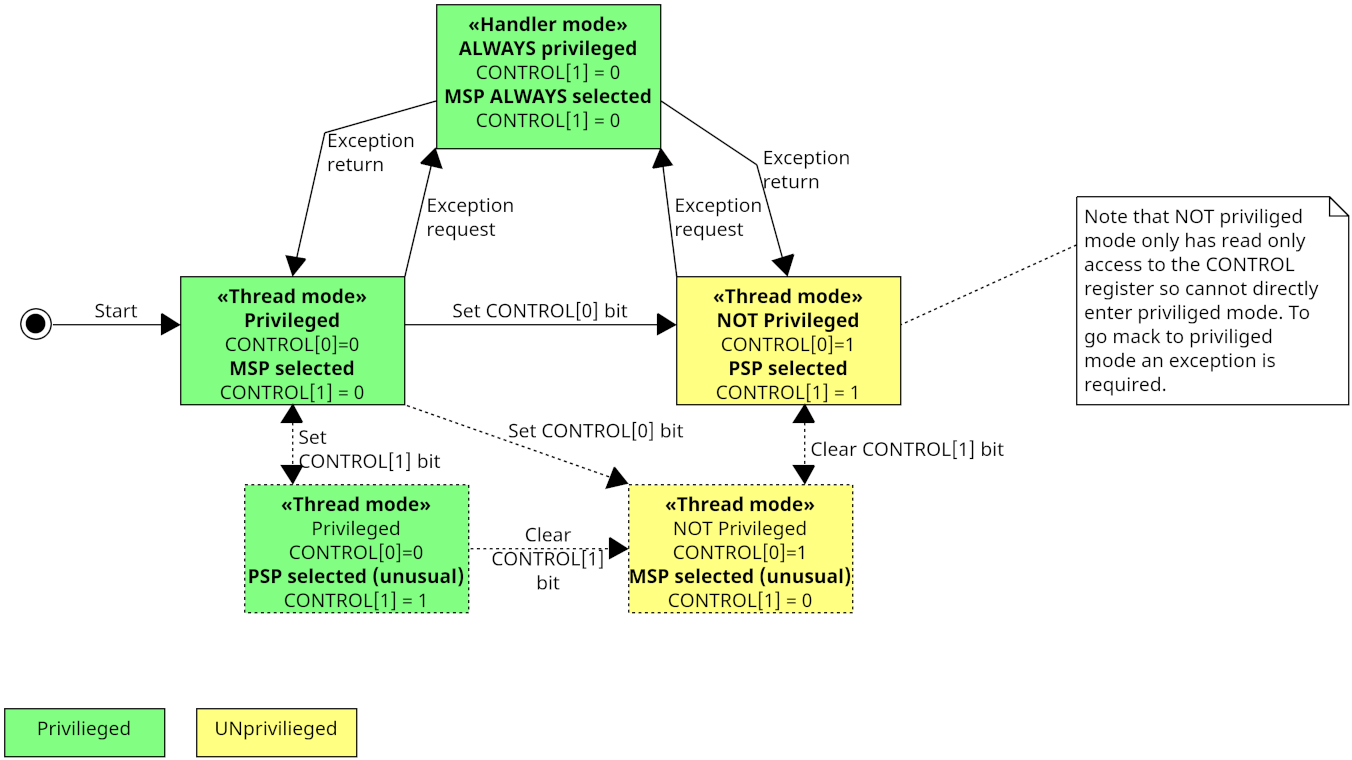 «Handler mode»
ALWAYS privileged
CONTROL[1] = 0
MSP ALWAYS selected
CONTROL[1] = 0
Exception
return
Exception
return
Exception
request
Exception
request
Start
«Thread mode»
Privileged
CONTROL[0]=0
MSP selected
CONTROL[1] = 0
Set CONTROL[0] bit
«Thread mode»
NOT Privileged
CONTROL[0]=1
PSP selected
CONTROL[1] = 1
Note that NOT priviliged
mode only has read only
access to the CONTROL
register so cannot directly
enter priviliged mode. To
go mack to priviliged
mode an exception is
required.
Set
CONTROL[1] bit
Set CONTROL[0] bit
Clear CONTROL[1] bit
«Thread mode»
Privileged
CONTROL[0]=0
PSP selected (unusual)
CONTROL[1] = 1
Clear
CONTROL[1]
bit
«Thread mode»
NOT Privileged
CONTROL[0]=1
MSP selected (unusual)
CONTROL[1] = 0
Privilieged
UNprivilieged